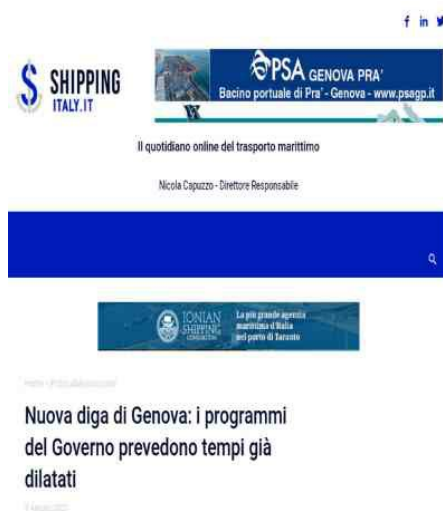 f in
PSA GENOVA PRA'
Bacino portuale di Pra' - Genova - www.psagp.it
$ SHIPPING
ITALY.IT
Il quotidiano online del trasporto marittimo
Nicola Capuzzo - Direttore Responsabile
IONIAN
SHIPPING
CONSORTIUM
La più grande agenzia
marittima d'Italia
nel porto di Taranto
Nuova diga di Genova: i programmi
del Governo prevedono tempi già
dilatati